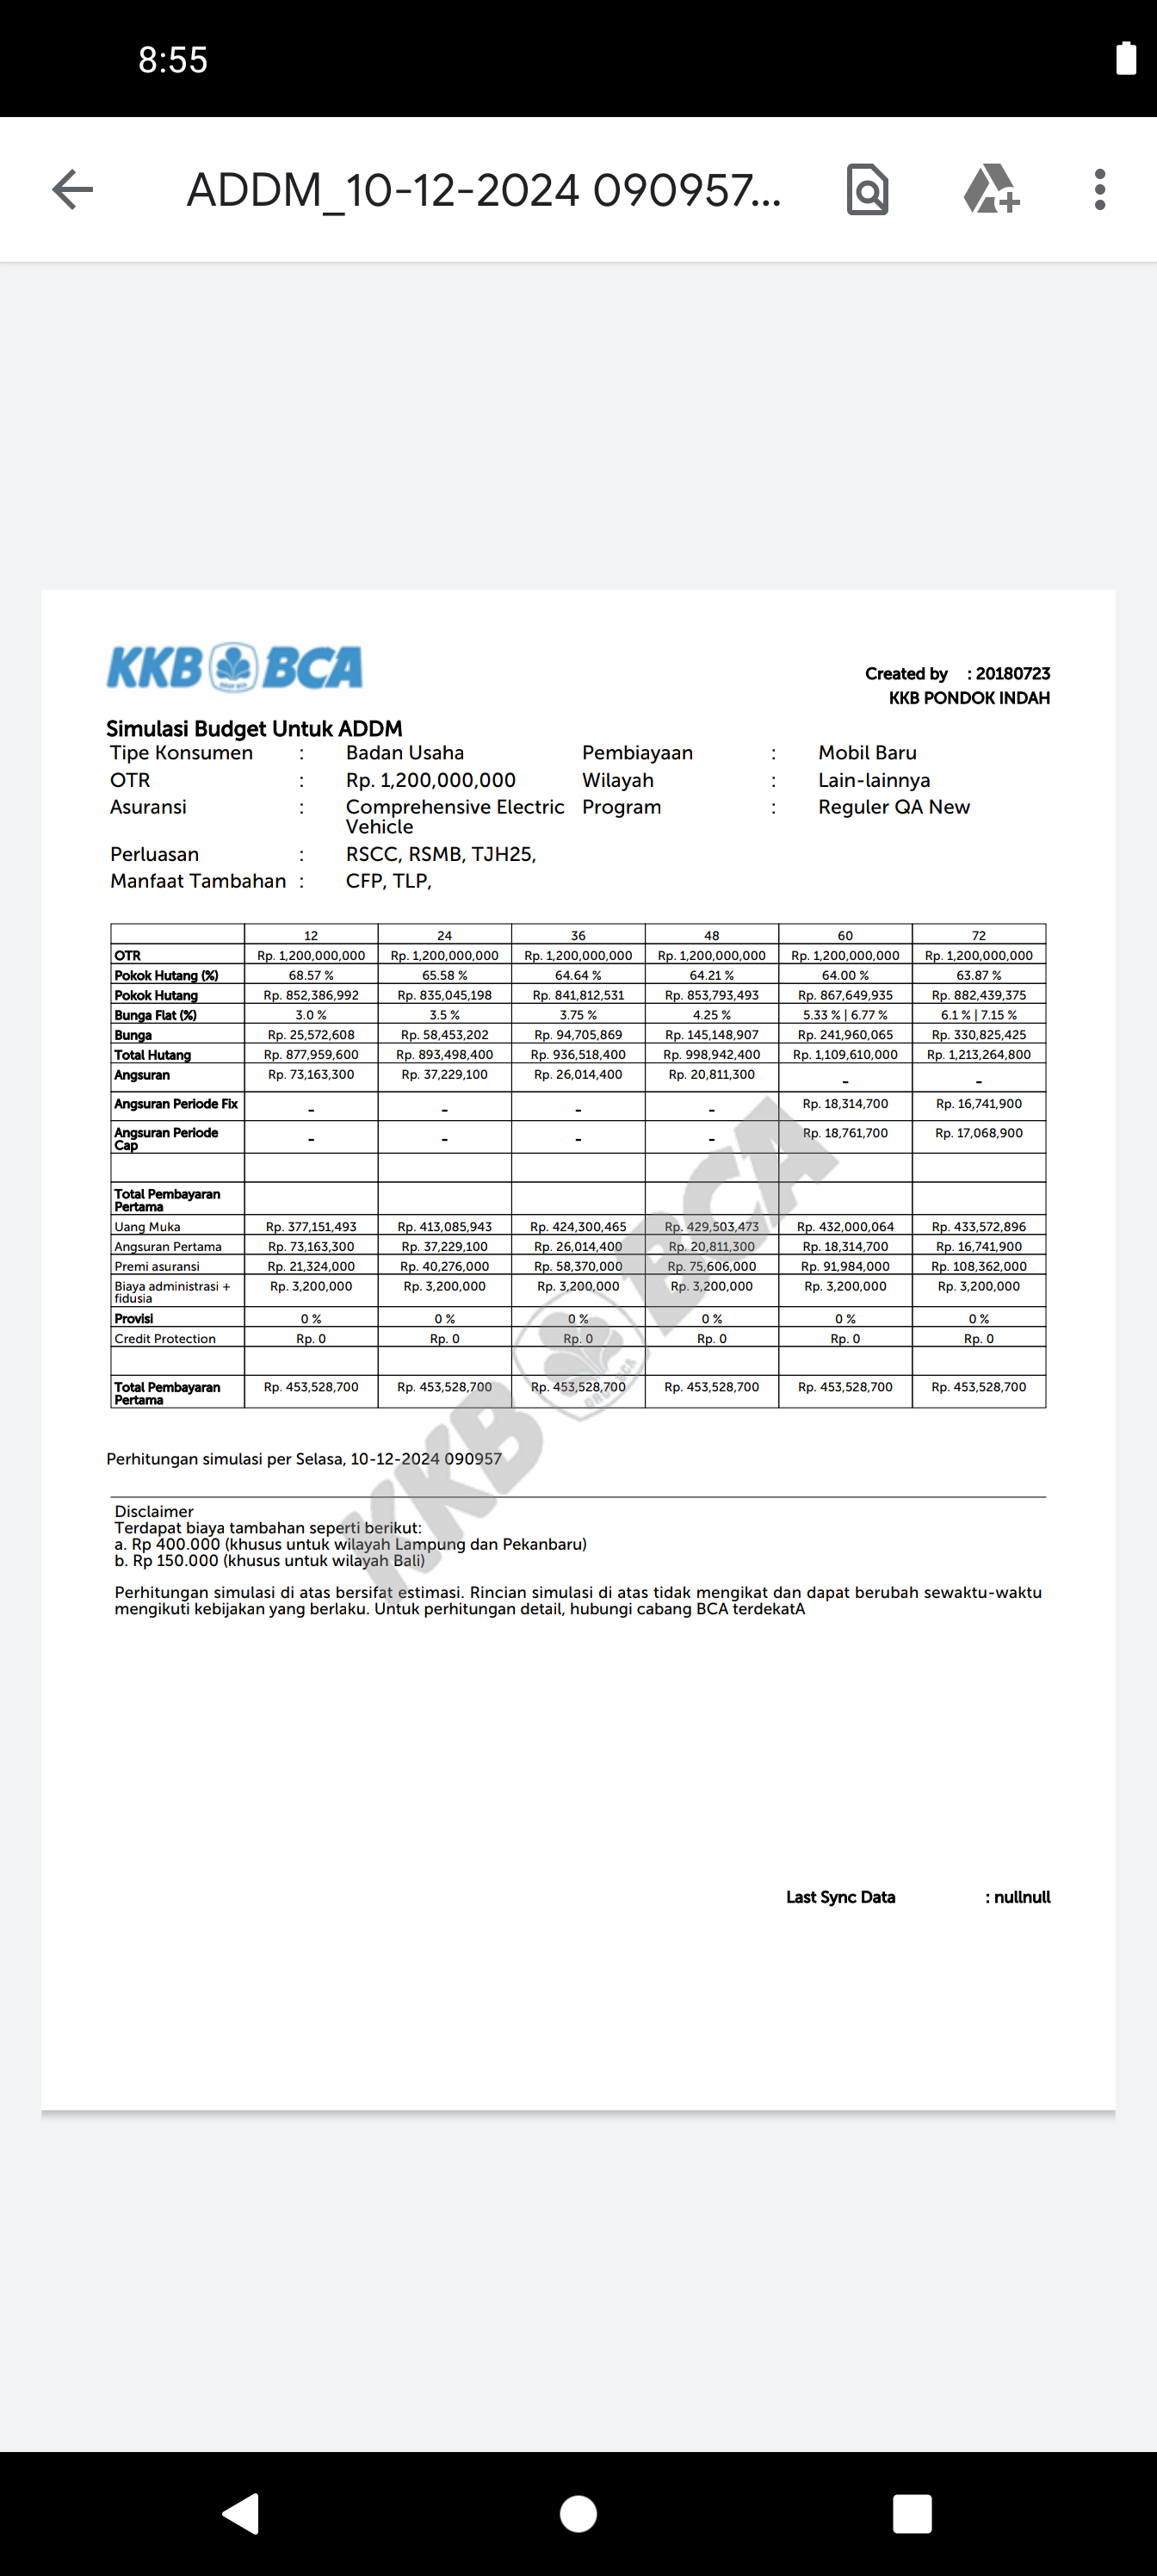 8:55
ADDM_10-12-2024 090957...
KKB BCA
Created by : 20180723
KKB PONDOK INDAH
Simulasi Budget Untuk ADDM
Tipe Konsumen : Badan Usaha Pembiayaan : Mobil Baru
OTR : Rp. 1,200,000,000 Wilayah : Lain-lainnya
Asuransi : Comprehensive Electric Program : Reguler QA New
Vehicle
Perluasan : RSCC, RSMB, TJH25,
Manfaat Tambahan : CFP, TLP,
12 24 36 48 60 72
OTR Rp. 1,200,000,000 Rp. 1,200,000,000 Rp. 1,200,000,000 Rp. 1,200,000,000 Rp. 1,200,000,000 Rp. 1,200,000,000
Pokok Hutang (%) 68.57 % 65.58 % 64.64 % 64.21 % 64.00 % 63.87 %
Pokok Hutang Rp. 852,386,992 Rp. 835,045,198 Rp. 841,812,531 Rp. 853,793,493 Rp. 867,649,935 Rp. 882,439,375
Bunga Flat (%) 3.0 % 3.5 % 3.75 % 4.25 % 5.33 % | 6.77 % 6.1 % | 7.15 %
Bunga Rp. 25,572,608 Rp. 58,453,202 Rp. 94,705,869 Rp. 145,148,907 Rp. 241,960,065 Rp. 330,825,425
Total Hutang Rp. 877,959,600 Rp. 893,498,400 Rp. 936,518,400 Rp. 998,942,400 Rp. 1,109,610,000 Rp. 1,213,264,800
Angsuran Rp. 73,163,300 Rp. 37,229,100 Rp. 26,014,400 Rp. 20,811,300 - -
Angsuran Periode Fix - - - - Rp. 18,314,700 Rp. 16,741,900
Angsuran Periode
Cap - - - - Rp. 18,761,700 Rp. 17,068,900
Total Pembayaran
Pertama
Uang Muka Rp. 377,151,493 Rp. 413,085,943 Rp. 424,300,465 Rp. 429,503,473 Rp. 432,000,064 Rp. 433,572,896
Angsuran Pertama Rp. 73,163,300 Rp. 37,229,100 Rp. 26,014,400 Rp. 20,811,300 Rp. 18,314,700 Rp. 16,741,900
Premi asuransi Rp. 21,324,000 Rp. 40,276,000 Rp. 58,370,000 Rp. 75,606,000 Rp. 91,984,000 Rp. 108,362,000
Biaya administrasi + Rp. 3,200,000 Rp. 3,200,000 Rp. 3,200,000 Rp. 3,200,000 Rp. 3,200,000 Rp. 3,200,000
fidusia
Provisi 0 % 0 % 0 % 0 % 0 % 0 %
Credit Protection Rp. 0 Rp. 0 Rp. 0 Rp. 0 Rp. 0 Rp. 0
Total Pembayaran Rp. 453,528,700 Rp. 453,528,700 Rp. 453,528,700 Rp. 453,528,700 Rp. 453,528,700 Rp. 453,528,700
Pertama
KKB BCA
Perhitungan simulasi per Selasa, 10-12-2024 090957
Disclaimer
Terdapat biaya tambahan seperti berikut:
a. Rp 400.000 (khusus untuk wilayah Lampung dan Pekanbaru)
b. Rp 150.000 (khusus untuk wilayah Bali)
Perhitungan simulasi di atas bersifat estimasi. Rincian simulasi di atas tidak mengikat dan dapat berubah sewaktu-waktu
mengikuti kebijakan yang berlaku. Untuk perhitungan detail, hubungi cabang BCA terdekatA
Last Sync Data : nullnull